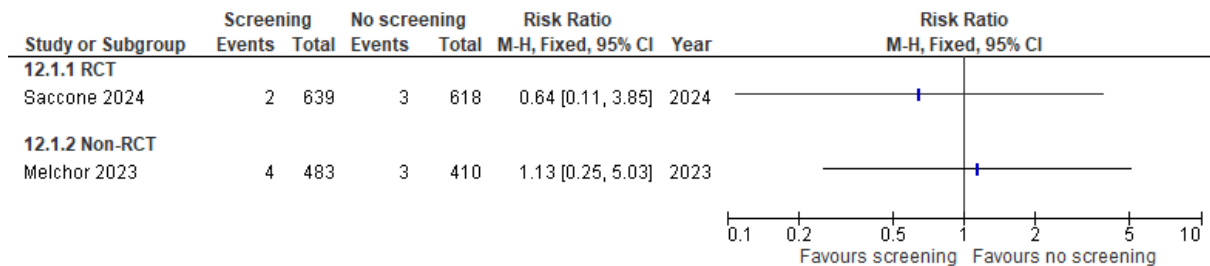 Screening No screening Risk Ratio Risk Ratio
Study or Subgroup Events Total Events Total M-H, Fixed, 95% CI Year M-H, Fixed, 95% CI
12.1.1 RCT
Saccone 2024 2 639 3 618 0.64 [0.11, 3.85] 2024
12.1.2 Non-RCT
Melchor 2023 4 483 3 410 1.13 [0.25, 5.03] 2023
0.1 0.2 0.5 1 2 5 10
Favours screening Favours no screening